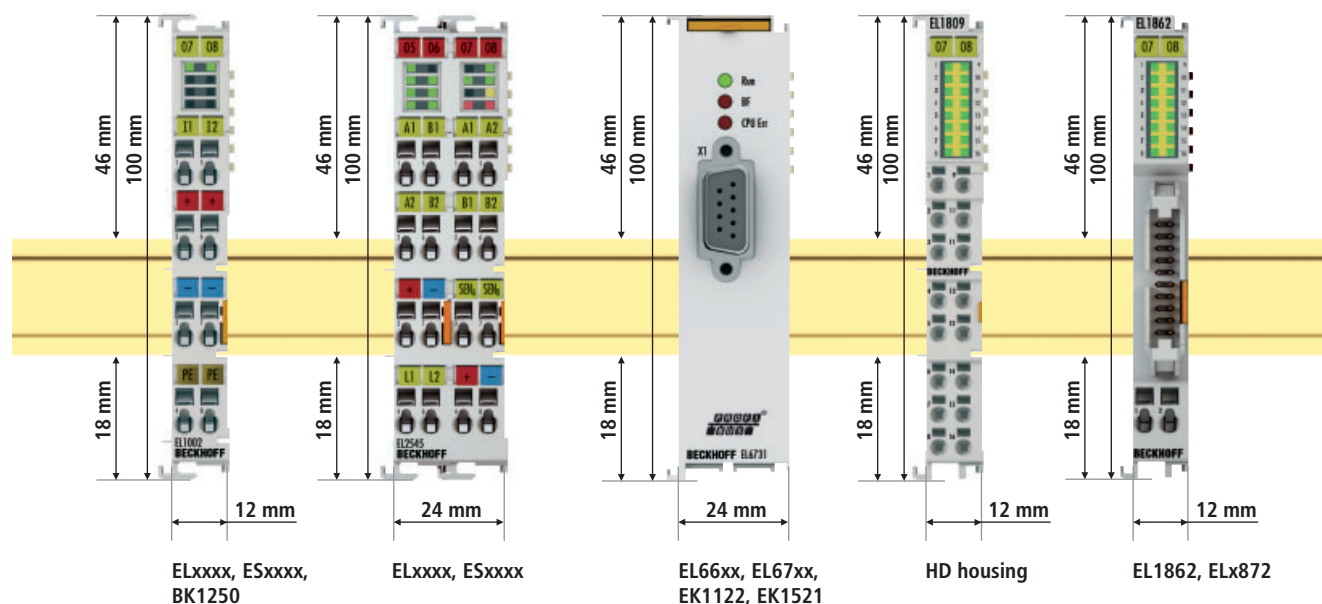 EL1809
EL1862
07 08
05 06 07 08
07 08
07 08
Run
BF
CPU Err
I1 I2
A1 B1 A1 A2
X1
+ +
A2 B2 B1 B2
BECKHOFF
− −
+ −
PE PE
L1 L2 + −
EL1002
BECKHOFF
EL2545
BECKHOFF
PROFI
BUS
BECKHOFF EL6731
46 mm
100 mm
18 mm
46 mm
100 mm
18 mm
46 mm
100 mm
18 mm
46 mm
100 mm
18 mm
46 mm
100 mm
18 mm
12 mm
24 mm
24 mm
12 mm
12 mm
ELxxxx, ESxxxx,
BK1250
ELxxxx, ESxxxx
EL66xx, EL67xx,
EK1122, EK1521
HD housing
EL1862, ELx872